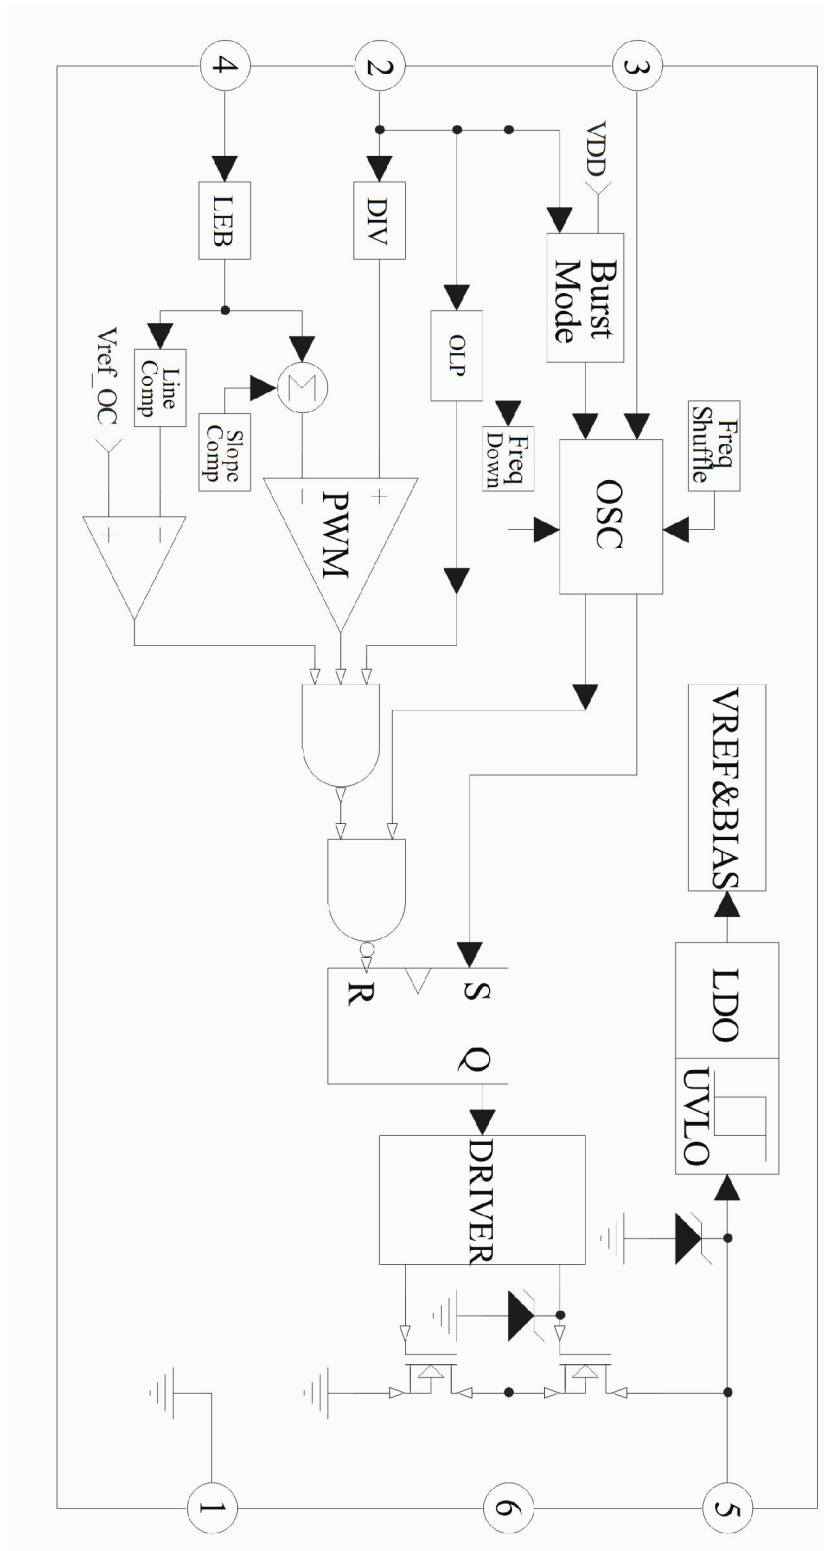 3
2
4
VDD
Burst
Mode
Freq
Shuffle
OSC
Freq
Down
DIV
OLP
LEB
Σ
Slope
Comp
Line
Comp
Vref_OC
+
−
PWM
−
+
VREF&BIAS
LDO
UVLO
S
Q
R
DRIVER
5
6
1